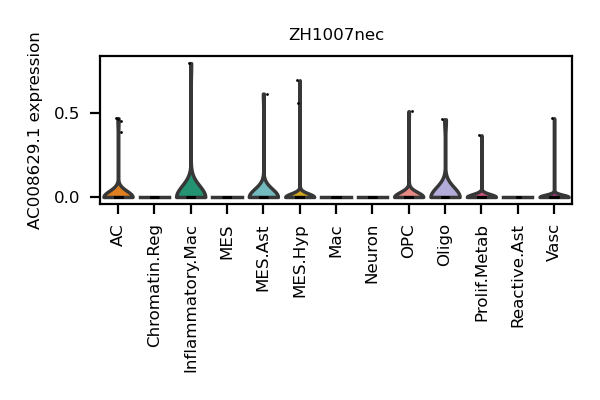 ZH1007nec
AC008629.1 expression
0.5
0.0
AC
Chromatin.Reg
Inflammatory.Mac
MES
MES.Ast
MES.Hyp
Mac
Neuron
OPC
Oligo
Prolif.Metab
Reactive.Ast
Vasc